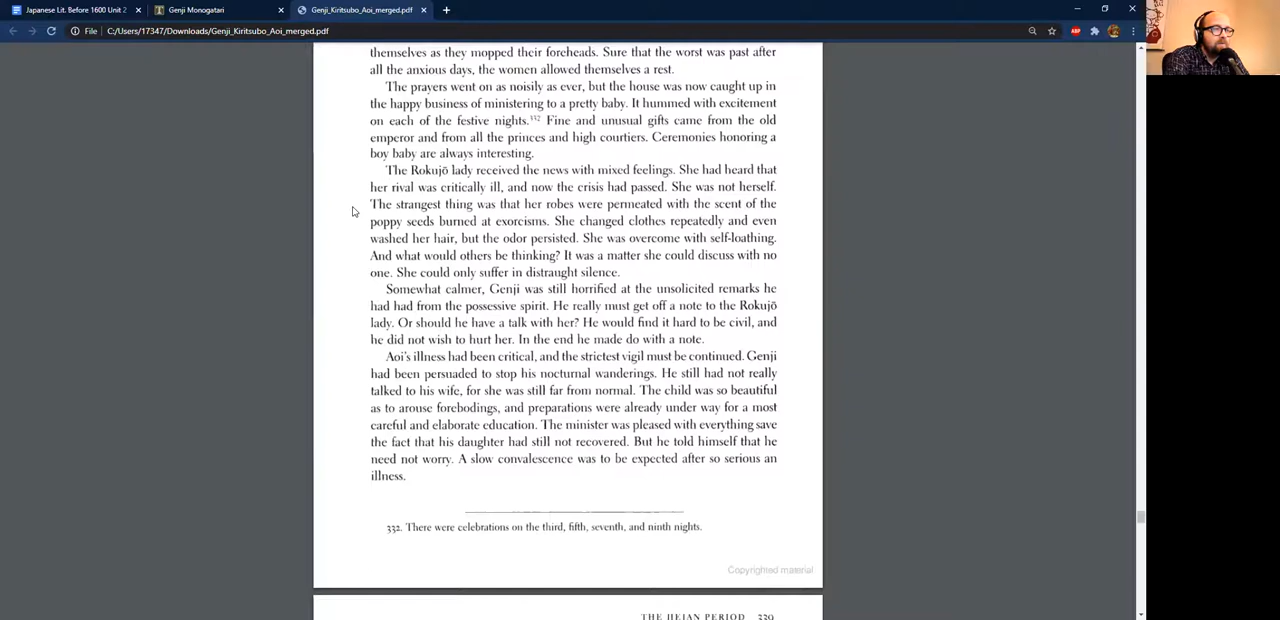 Japanese Lit. Before 1600 Unit 2
Genji Monogatari
Genji_Kiritsubo_Aoi_merged.pdf
File
C:/Users/17347/Downloads/Genji_Kiritsubo_Aoi_merged.pdf
ABP
themselves as they mopped their foreheads. Sure that the worst was past after
all the anxious days, the women allowed themselves a rest.
The prayers went on as noisily as ever, but the house was now caught up in
the happy business of ministering to a pretty baby. It hummed with excitement
on each of the festive nights.332 Fine and unusual gifts came from the old
emperor and from all the princes and high courtiers. Ceremonies honoring a
boy baby are always interesting.
The Rokujō lady received the news with mixed feelings. She had heard that
her rival was critically ill, and now the crisis had passed. She was not herself.
The strangest thing was that her robes were permeated with the scent of the
poppy seeds burned at exorcisms. She changed clothes repeatedly and even
washed her hair, but the odor persisted. She was overcome with self-loathing.
And what would others be thinking? It was a matter she could discuss with no
one. She could only suffer in distraught silence.
Somewhat calmer, Genji was still horrified at the unsolicited remarks he
had had from the possessive spirit. He really must get off a note to the Rokujō
lady. Or should he have a talk with her? He would find it hard to be civil, and
he did not wish to hurt her. In the end he made do with a note.
Aoi's illness had been critical, and the strictest vigil must be continued. Genji
had been persuaded to stop his nocturnal wanderings. He still had not really
talked to his wife, for she was still far from normal. The child was so beautiful
as to arouse forebodings, and preparations were already under way for a most
careful and elaborate education. The minister was pleased with everything save
the fact that his daughter had still not recovered. But he told himself that he
need not worry. A slow convalescence was to be expected after so serious an
illness.
332. There were celebrations on the third, fifth, seventh, and ninth nights.
Copyrighted material
THE HEIAN PERIOD 339